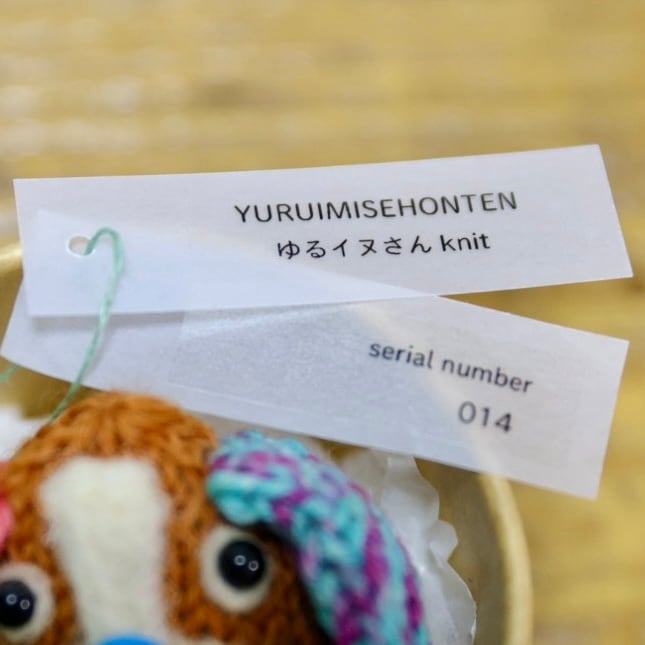 YURUIMISEHONTEN
ゆるイヌさん knit
serial number
014